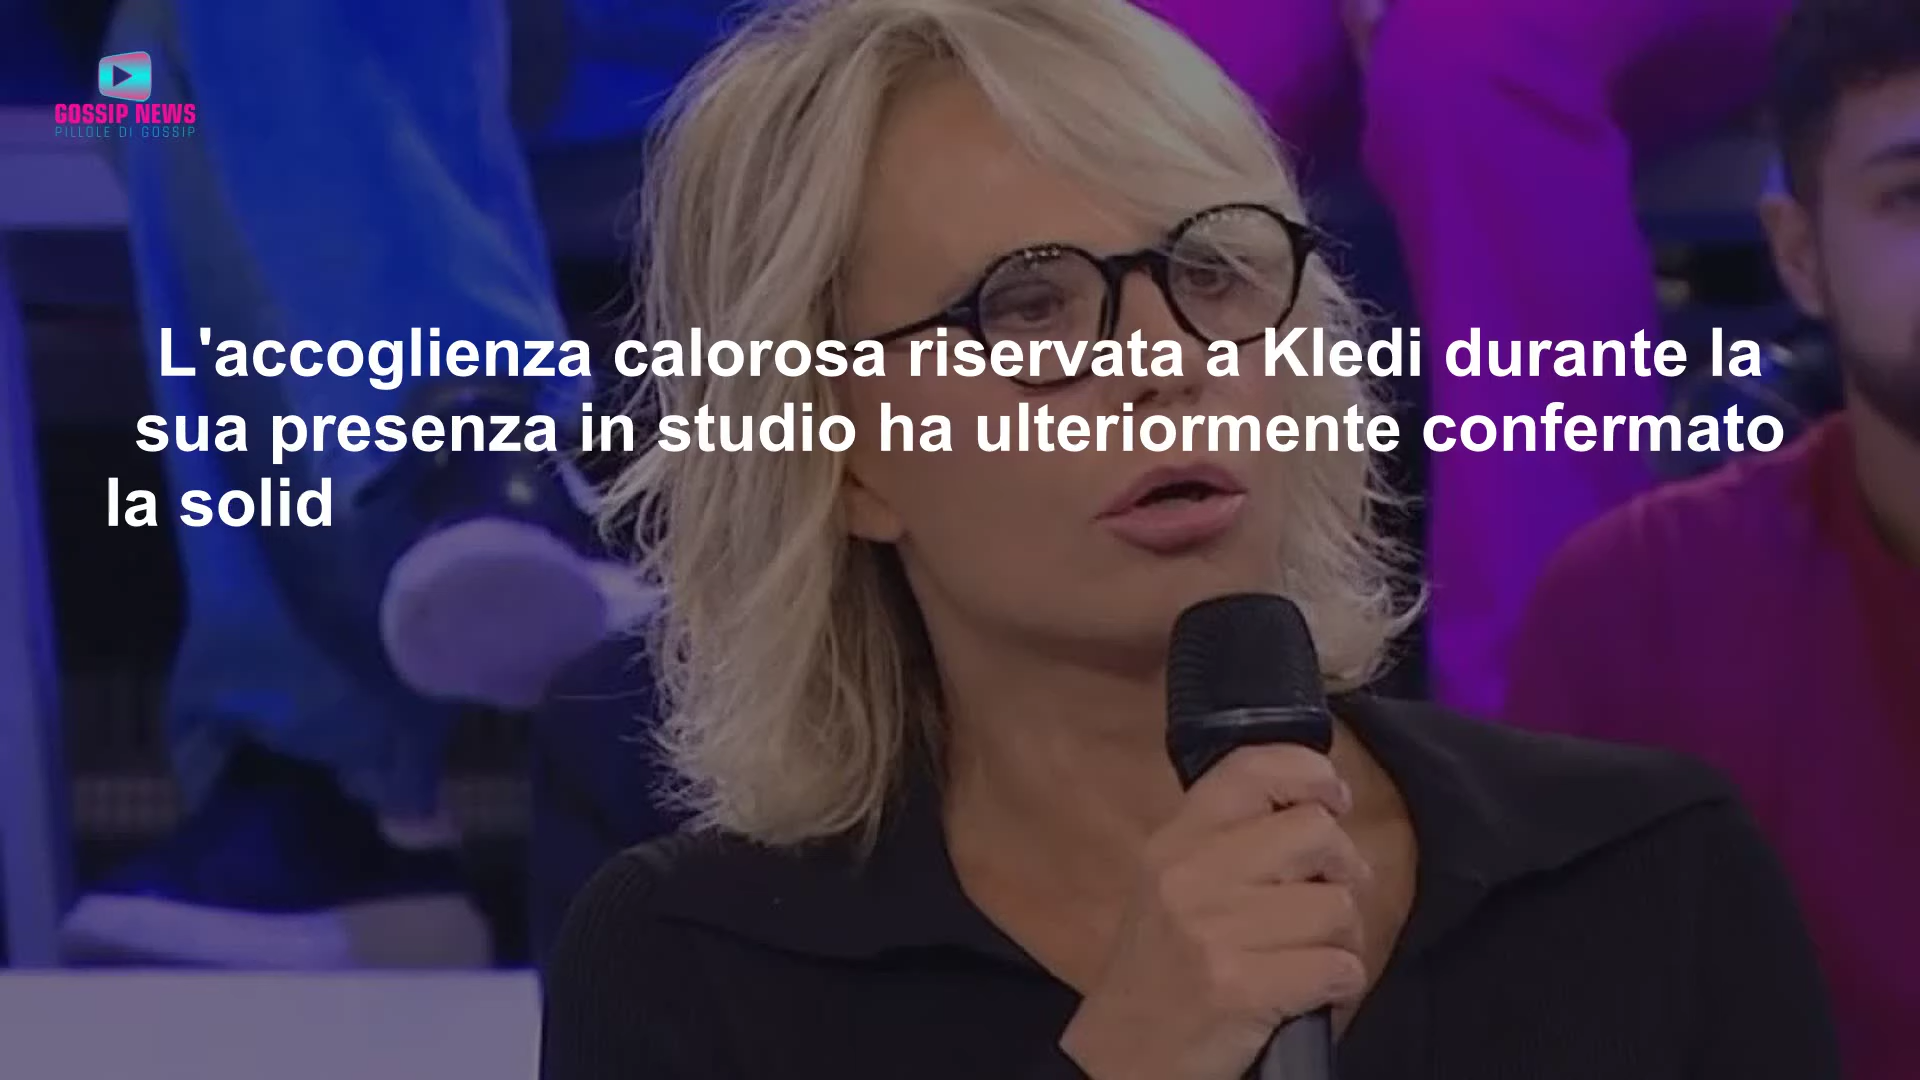 GOSSIP NEWS
PILLOLE DI GOSSIP
L'accoglienza calorosa riservata a Kledi durante la
sua presenza in studio ha ulteriormente confermato
la solid